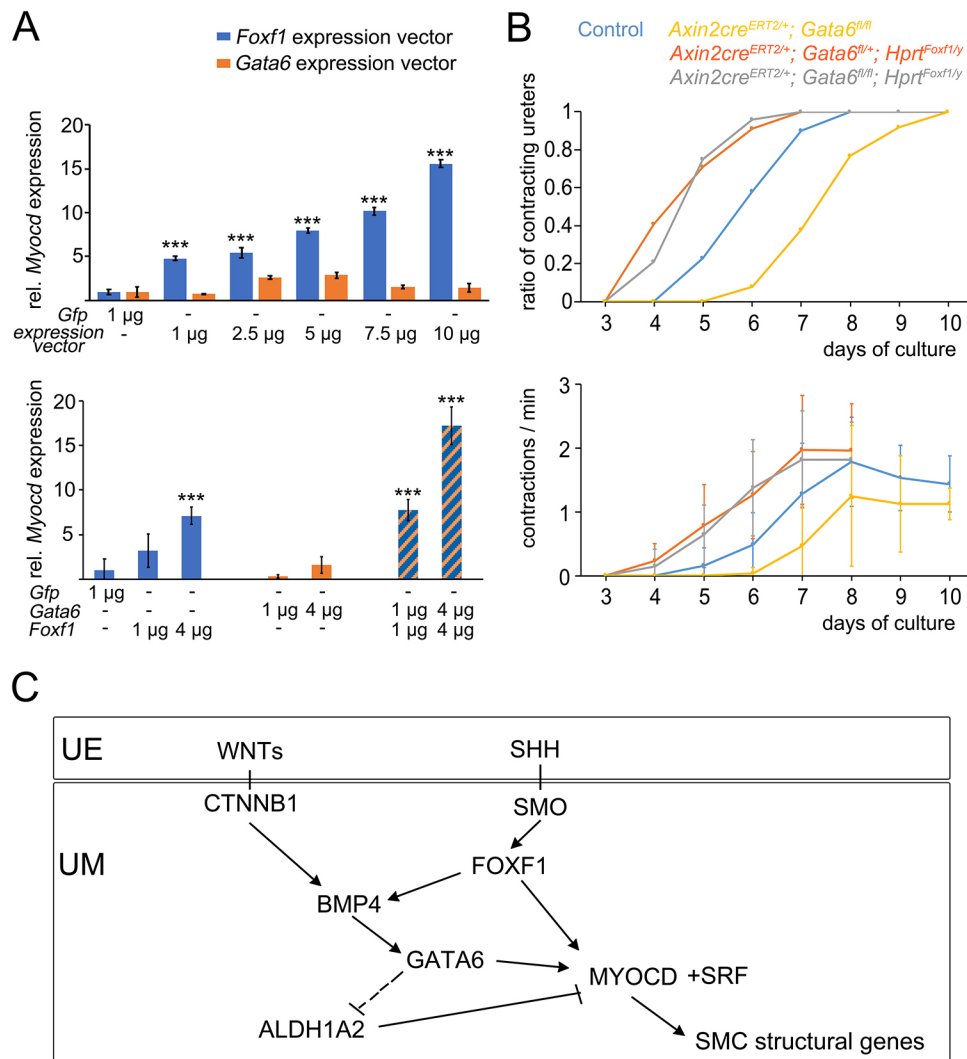 A
Foxf1 expression vector
Gata6 expression vector
rel. Myocd expression
20
15
10
5
*** *** *** *** ***
Gfp 1 µg - - - - -
expression vector - 1 µg 2.5 µg 5 µg 7.5 µg 10 µg
rel. Myocd expression
20
15
10
5
*** *** ***
Gfp 1 µg - - - - - -
Gata6 - - - 1 µg 4 µg 1 µg 4 µg
Foxf1 - 1 µg 4 µg - - 1 µg 4 µg
B
Control Axin2creERT2/+; Gata6fl/fl
Axin2creERT2/+; Gata6fl/+; HprtFoxf1/y
Axin2creERT2/+; Gata6fl/fl; HprtFoxf1/y
ratio of contracting ureters
1
0.8
0.6
0.4
0.2
0
3 4 5 6 7 8 9 10
days of culture
contractions / min
3
2
1
0
3 4 5 6 7 8 9 10
days of culture
C
UE
WNTs SHH
CTNNB1 SMO
UM
FOXF1
BMP4
GATA6
MYOCD +SRF
ALDH1A2
SMC structural genes